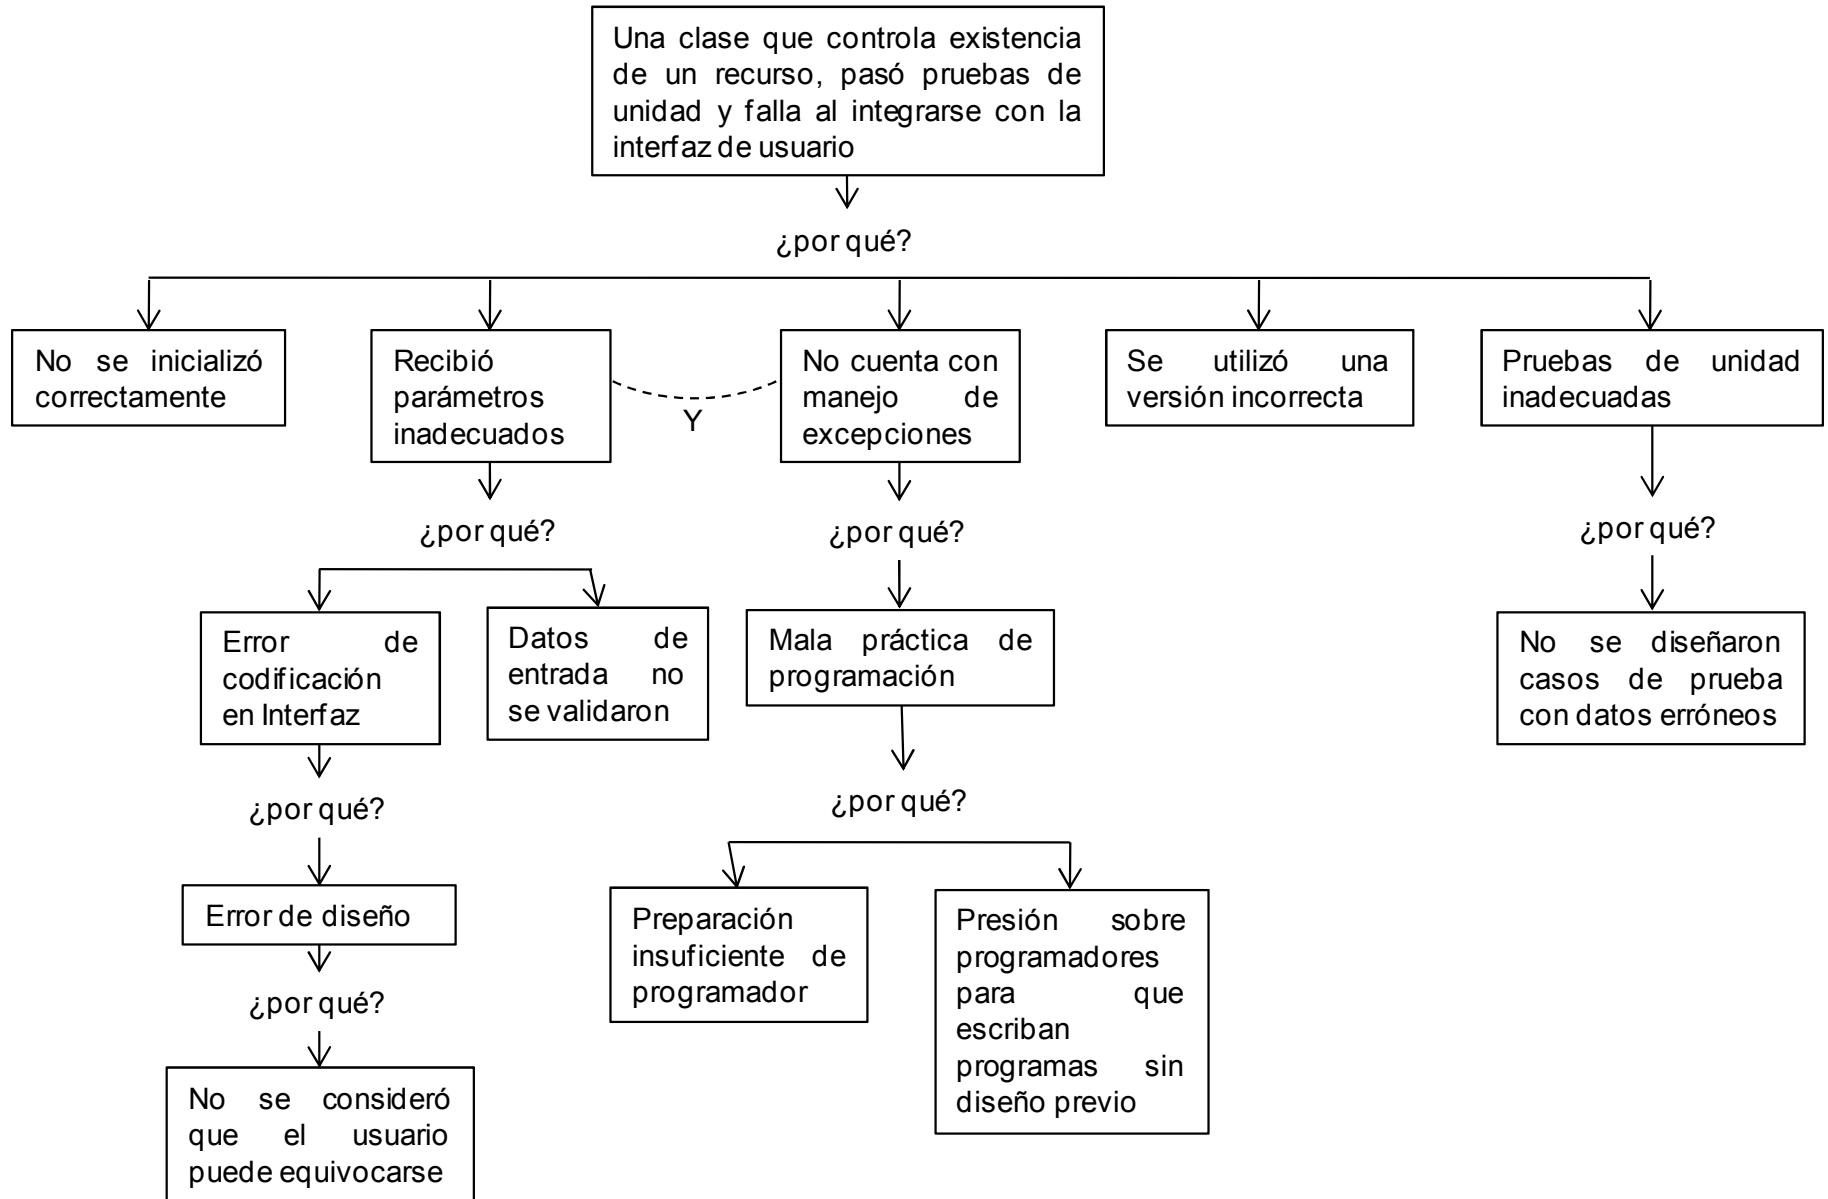 Una clase que controla existencia
de un recurso, pasó pruebas de
unidad y falla al integrarse con la
interfaz de usuario
¿por qué?
No se inicializó
correctamente
Recibió
parámetros
inadecuados
Y
No cuenta con
manejo de
excepciones
Se utilizó una
versión incorrecta
Pruebas de unidad
inadecuadas
¿por qué?
¿por qué?
¿por qué?
Error de
codificación
en Interfaz
Datos de
entrada no
se validaron
Mala práctica de
programación
No se diseñaron
casos de prueba
con datos erróneos
¿por qué?
¿por qué?
Error de diseño
Preparación
insuficiente de
programador
Presión sobre
programadores
para que
escriban
programas sin
diseño previo
¿por qué?
No se consideró
que el usuario
puede equivocarse